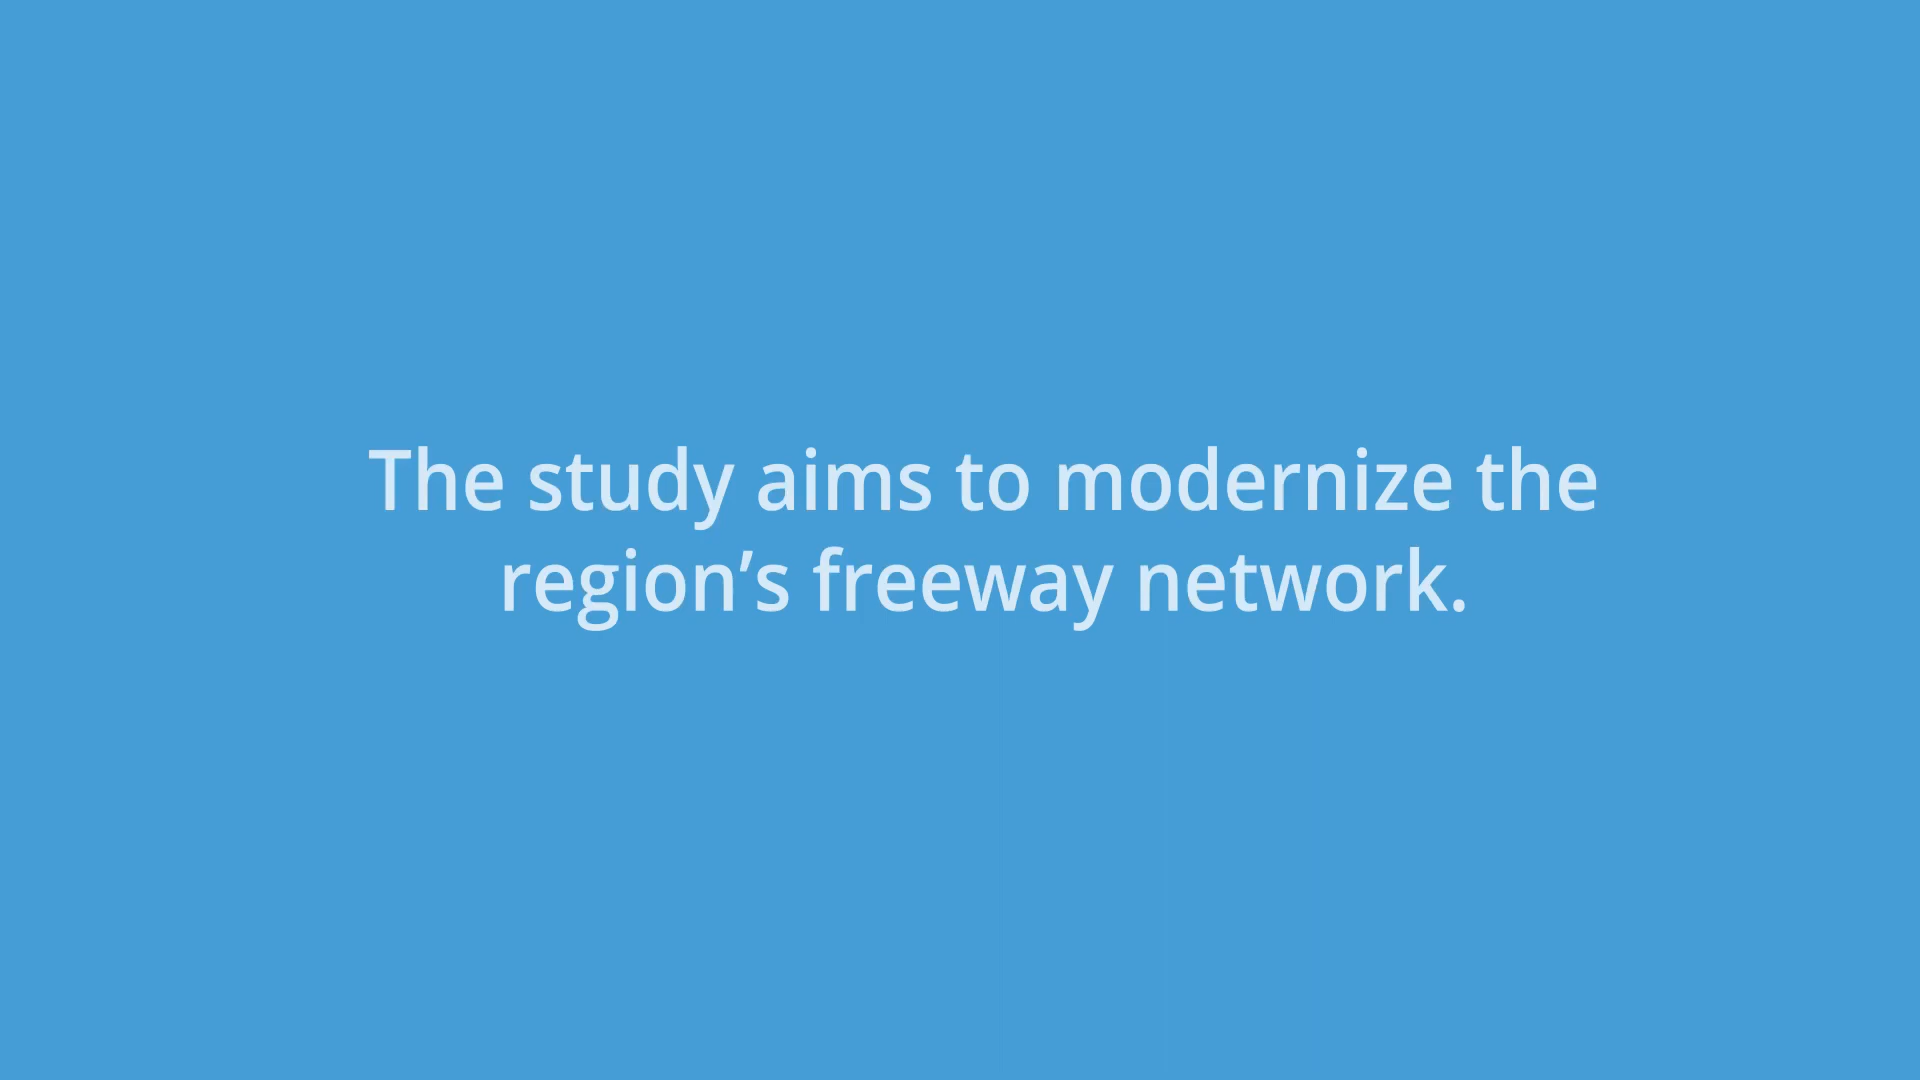 The study aims to modernize the
region’s freeway network.